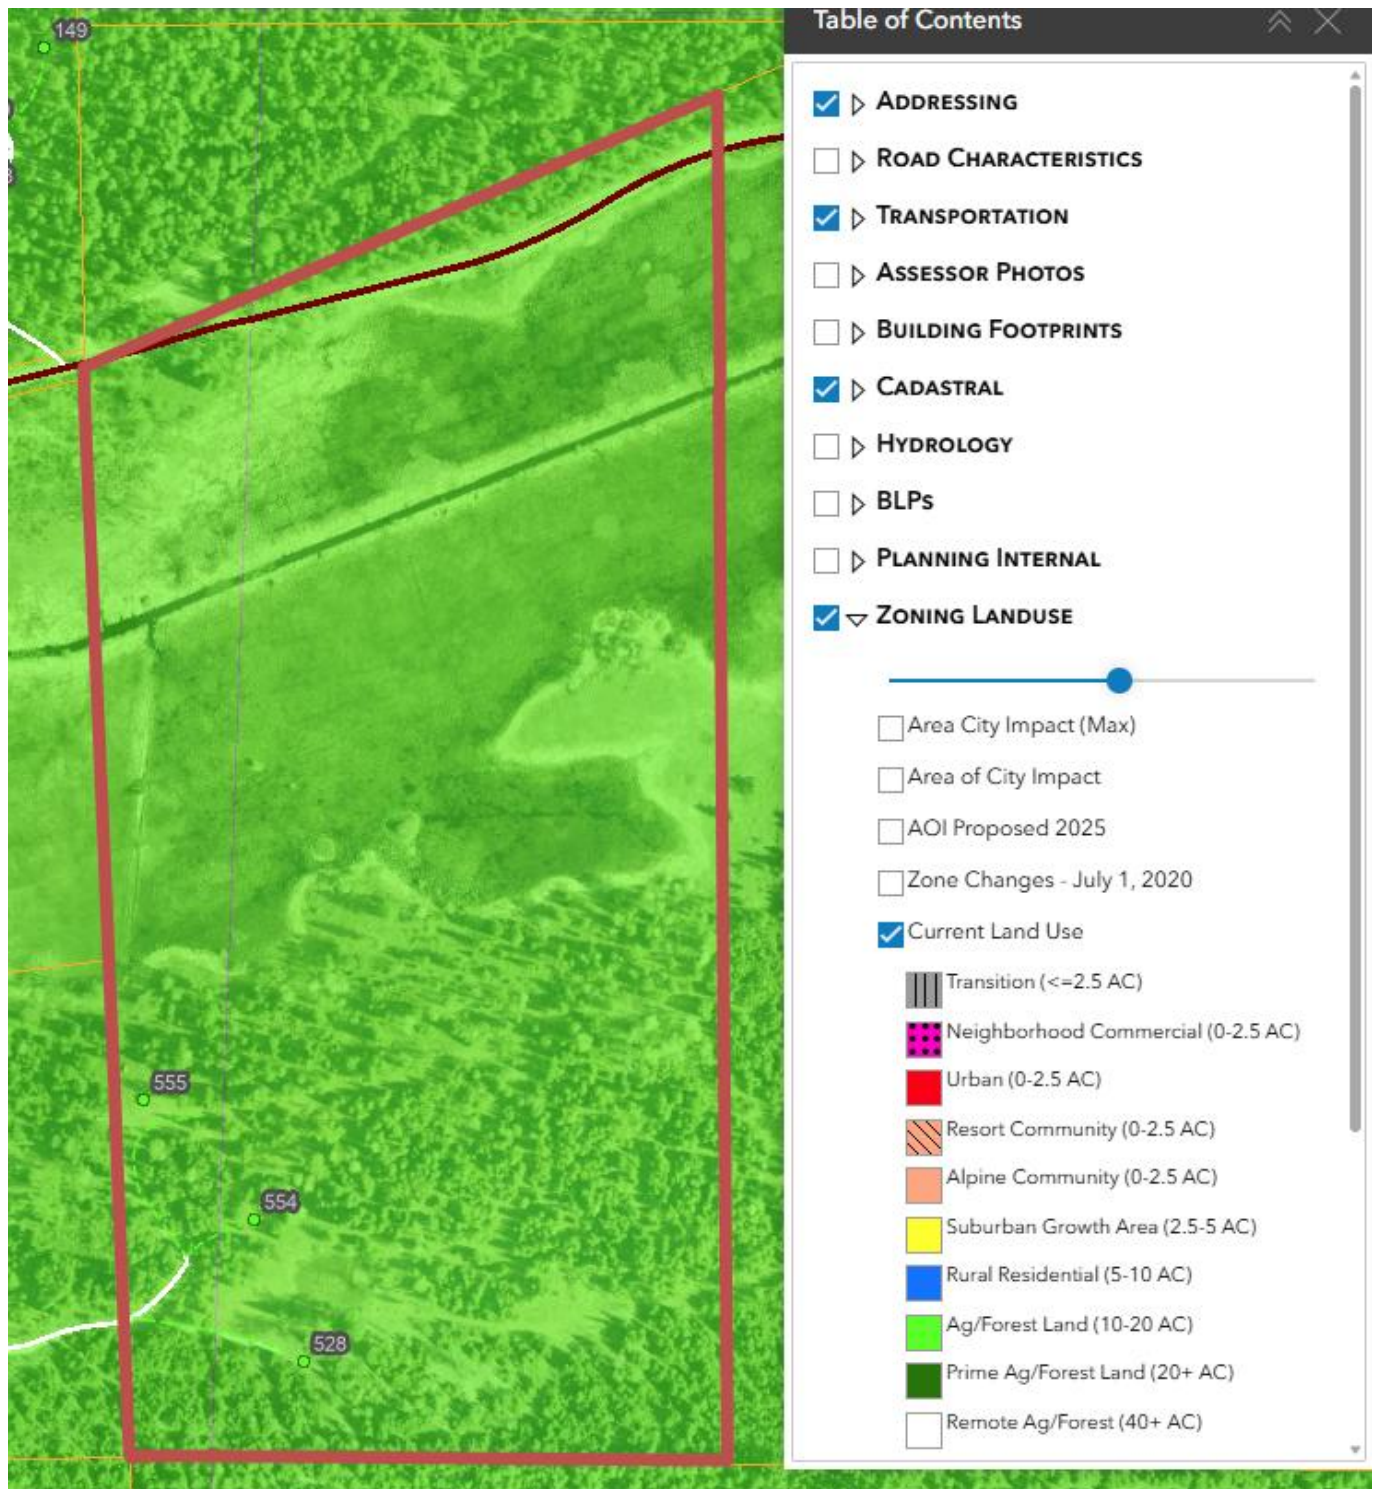 149
Table of Contents
ADDRESSING
ROAD CHARACTERISTICS
TRANSPORTATION
ASSESSOR PHOTOS
BUILDING FOOTPRINTS
CADASTRAL
HYDROLOGY
BLPS
PLANNING INTERNAL
ZONING LANDUSE
Area City Impact (Max)
Area of City Impact
AOI Proposed 2025
Zone Changes - July 1, 2020
Current Land Use
Transition (<=2.5 AC)
Neighborhood Commercial (0-2.5 AC)
Urban (0-2.5 AC)
Resort Community (0-2.5 AC)
Alpine Community (0-2.5 AC)
Suburban Growth Area (2.5-5 AC)
Rural Residential (5-10 AC)
Ag/Forest Land (10-20 AC)
Prime Ag/Forest Land (20+ AC)
Remote Ag/Forest (40+ AC)
555
554
528